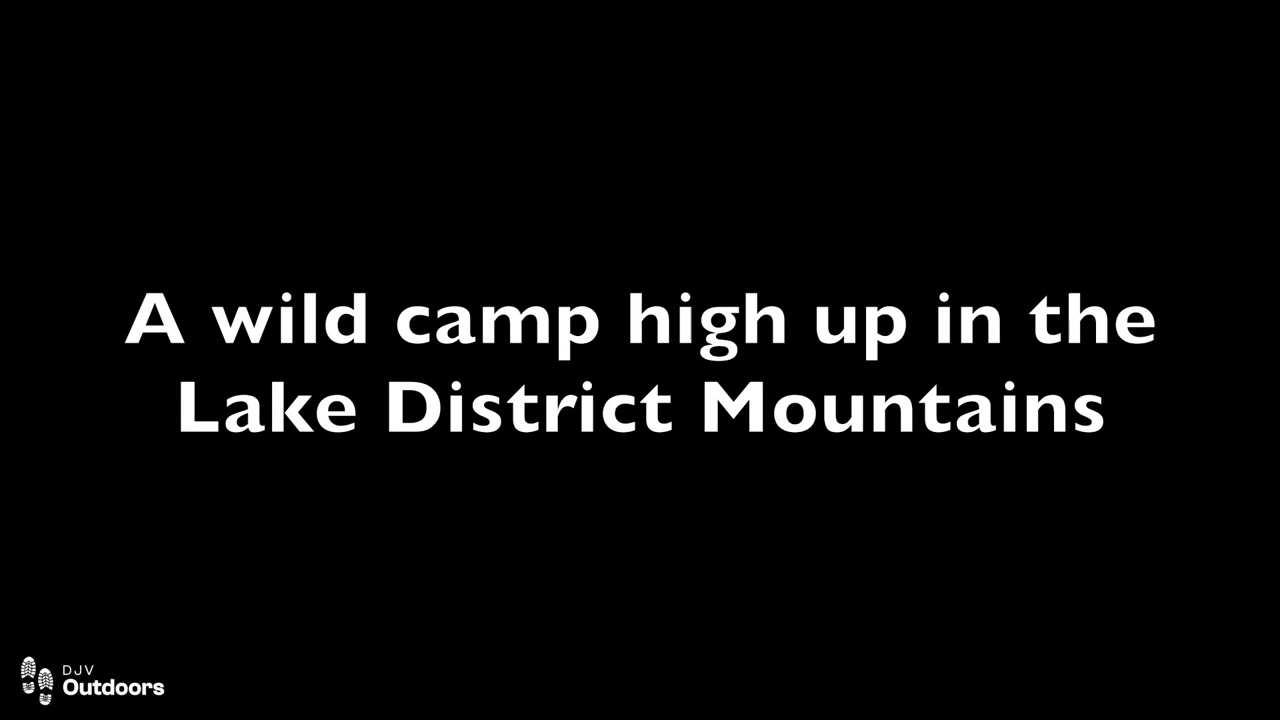 A wild camp high up in the
Lake District Mountains
DJV
Outdoors